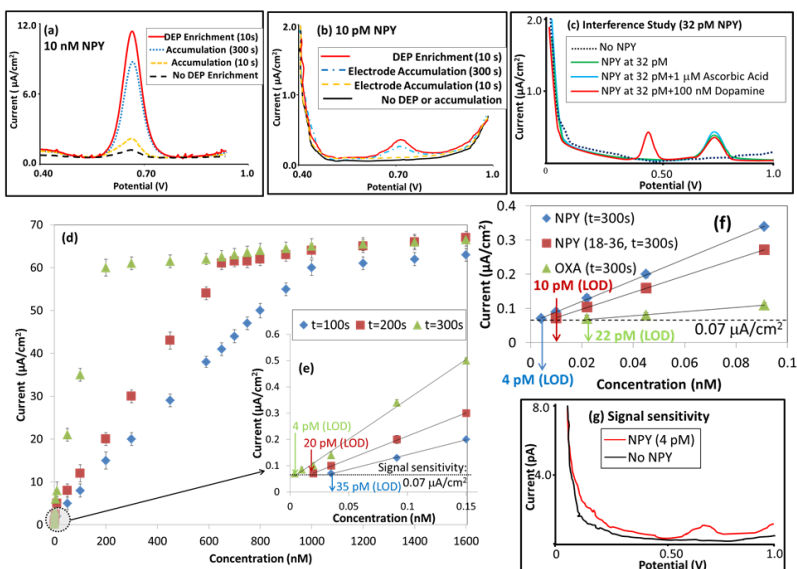 (a)
10 nM NPY
DEP Enrichment (10s)
Accumulation (300 s)
Accumulation (10 s)
No DEP Enrichment
Current ( µA/cm²)
12.0
6.0
0.0
0.40
0.70
1.0
Potential (V)
(b) 10 pM NPY
DEP Enrichment (10 s)
Electrode Accumulation (300 s)
Electrode Accumulation (10 s)
No DEP or accumulation
Current ( µA/cm²)
2.0
1.0
0.0
0.40
0.70
1.0
Potential (V)
(c) Interference Study (32 pM NPY)
No NPY
NPY at 32 pM
NPY at 32 pM+1 µM Ascorbic Acid
NPY at 32 pM+100 nM Dopamine
Current ( µA/cm²)
2.0
1.0
0
0.50
1.0
Potential (V)
(d)
Current (µA/cm²)
70
60
50
40
30
20
10
0
0
200
400
600
800
1000
1200
1400
1600
Concentration (nM)
t=100s
t=200s
t=300s
(e)
Current (µA/cm²)
0.6
0.5
0.4
0.3
0.2
0.1
0
4 pM (LOD)
20 pM (LOD)
35 pM (LOD)
Signal sensitivity:
0.07 µA/cm²
0
0.05
0.1
0.15
Concentration (nM)
(f)
NPY (t=300s)
NPY (18-36, t=300s)
OXA (t=300s)
Current (µA/cm²)
0.4
0.3
0.2
0.1
0
10 pM (LOD)
0.07 µA/cm²
22 pM (LOD)
4 pM (LOD)
0
0.02
0.04
0.06
0.08
0.1
Concentration (nM)
(g) Signal sensitivity
NPY (4 pM)
No NPY
Current (pA)
8.0
4.0
0.50
1.0
Potential (V)